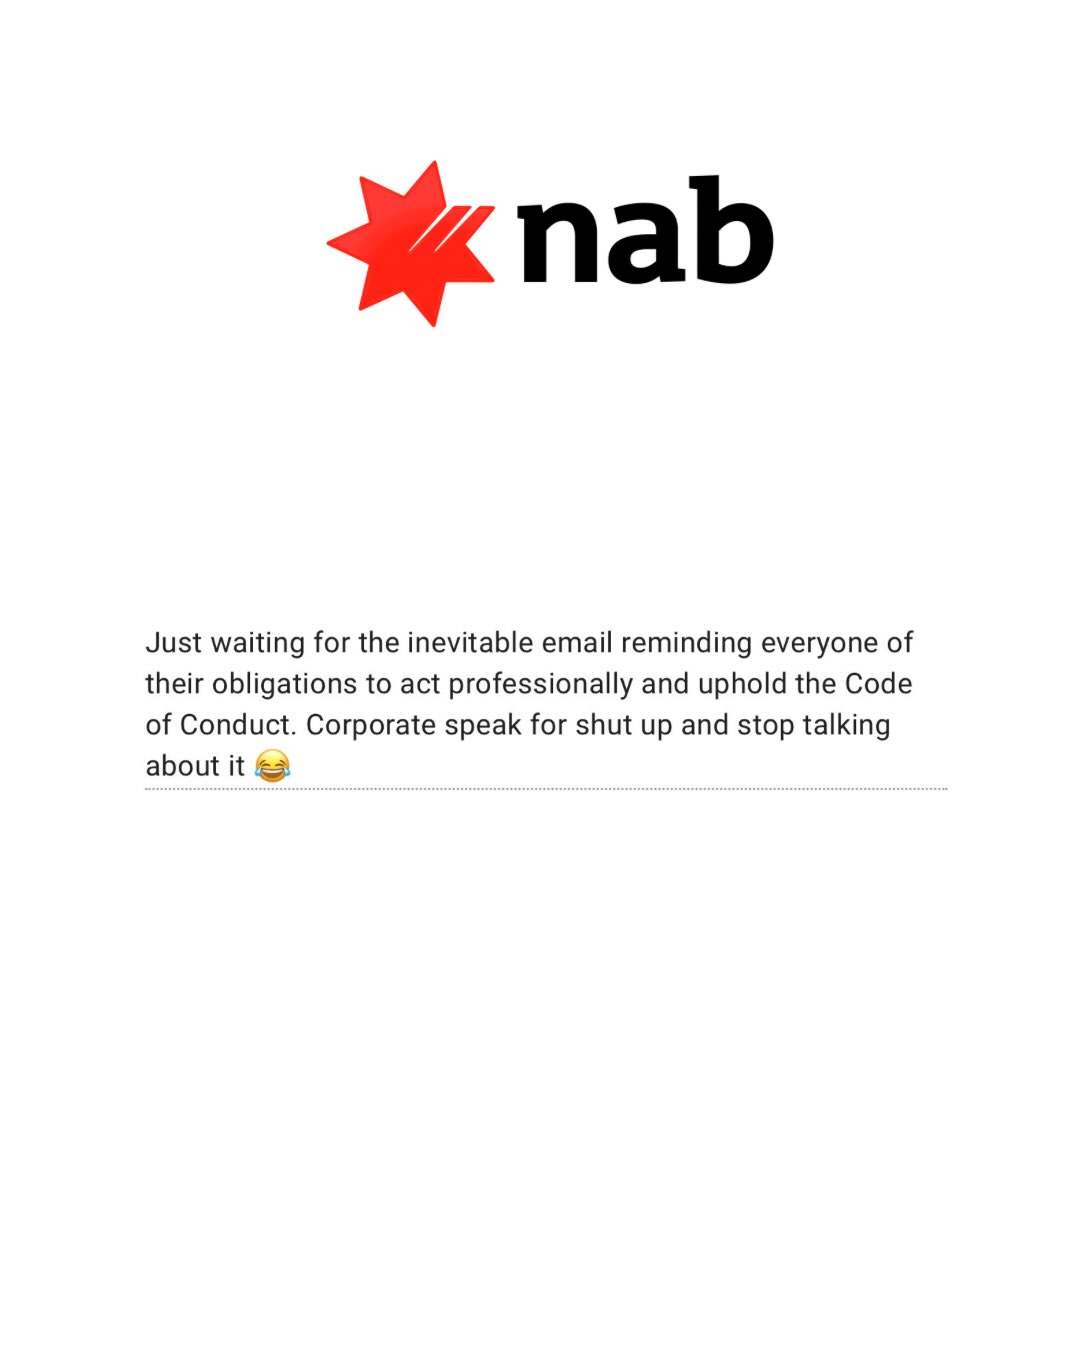 nab
Just waiting for the inevitable email reminding everyone of
their obligations to act professionally and uphold the Code
of Conduct. Corporate speak for shut up and stop talking
about it 😂